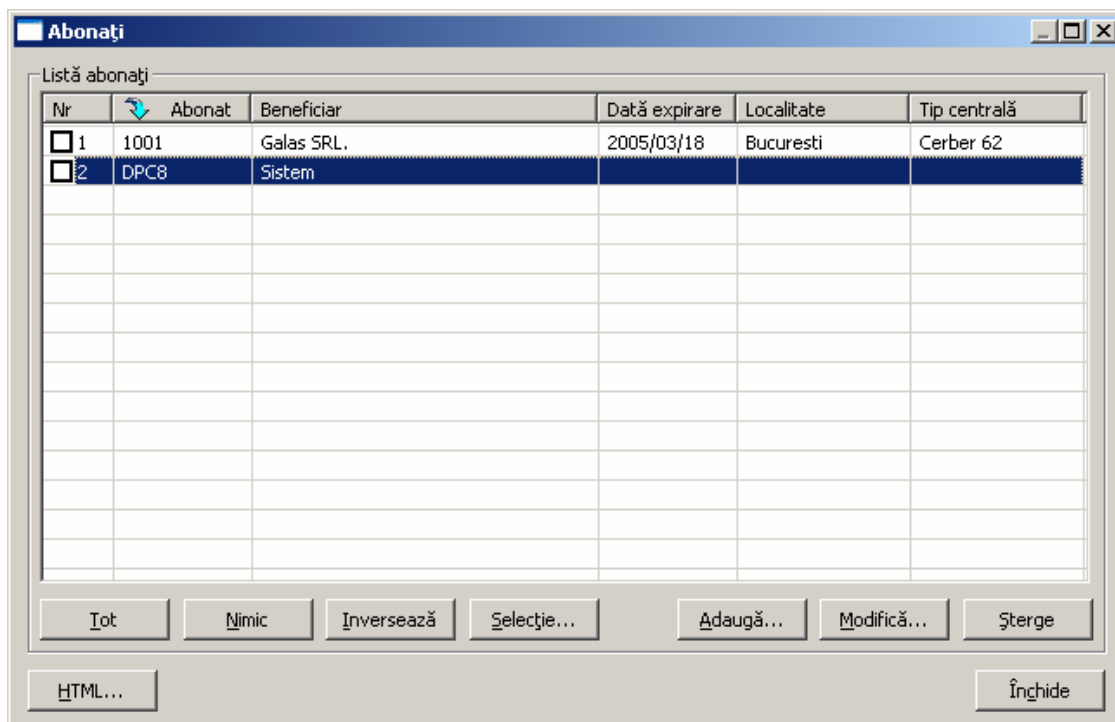 Abonaţi
Listă abonaţi
Nr Abonat Beneficiar Dată expirare Localitate Tip centrală
1 1001 Galas SRL. 2005/03/18 Bucuresti Cerber 62
2 DPC8 Sistem
Tot Nimic Inversează Selecţie... Adaugă... Modifică... Şterge
HTML... Închide